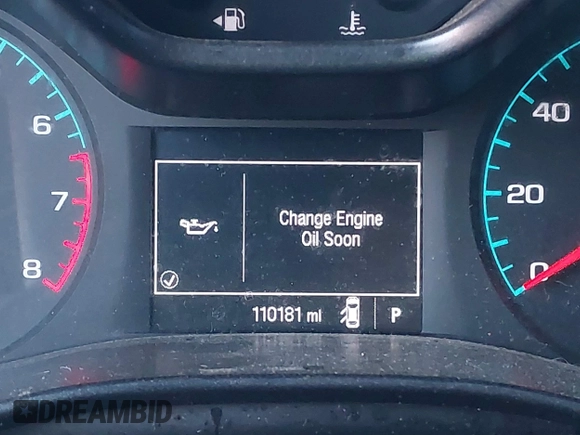 6
7
8
40
20
0
Change Engine
Oil Soon
110181 mi
P
DREAMBID